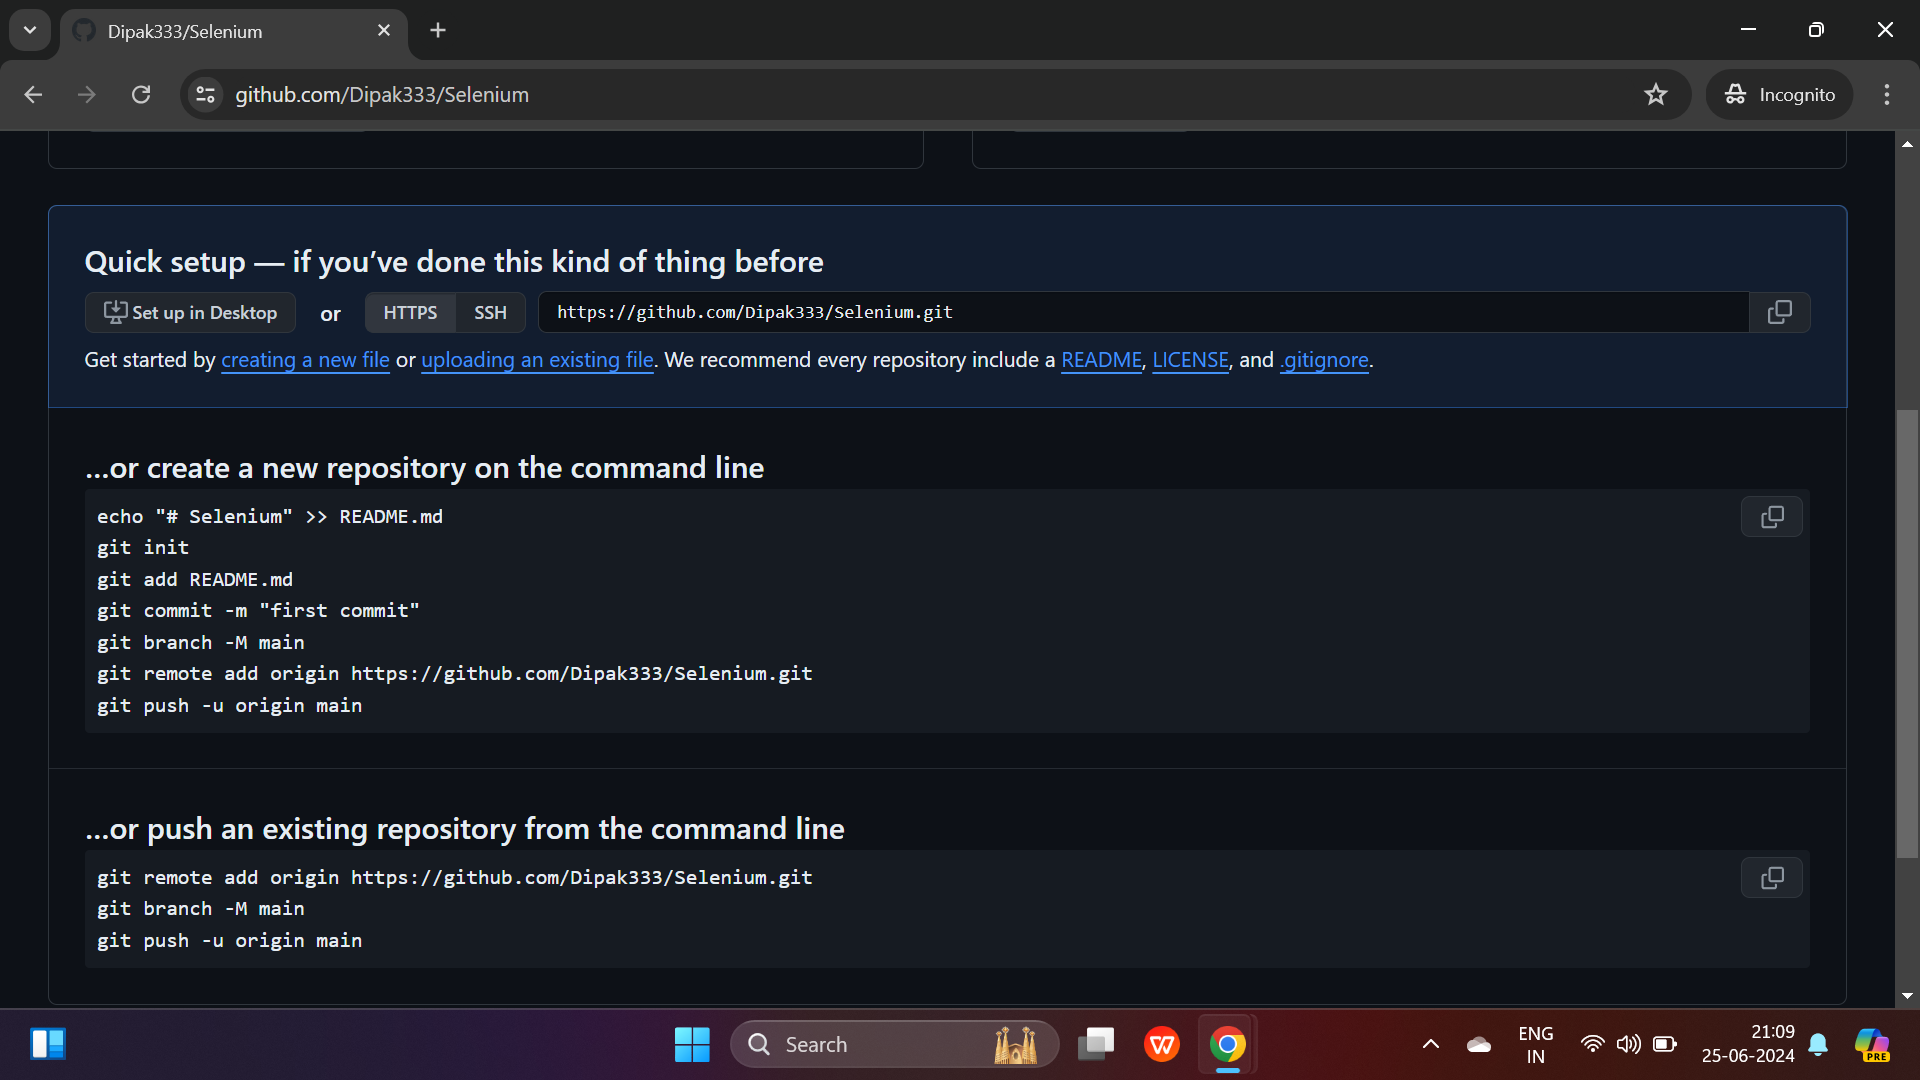 Dipak333/Selenium
github.com/Dipak333/Selenium
Incognito
Quick setup — if you’ve done this kind of thing before
Set up in Desktop or HTTPS SSH https://github.com/Dipak333/Selenium.git
Get started by creating a new file or uploading an existing file. We recommend every repository include a README, LICENSE, and .gitignore.
…or create a new repository on the command line
echo "# Selenium" >> README.md
git init
git add README.md
git commit -m "first commit"
git branch -M main
git remote add origin https://github.com/Dipak333/Selenium.git
git push -u origin main
…or push an existing repository from the command line
git remote add origin https://github.com/Dipak333/Selenium.git
git branch -M main
git push -u origin main
Search
ENG
IN
21:09
25-06-2024
PRE